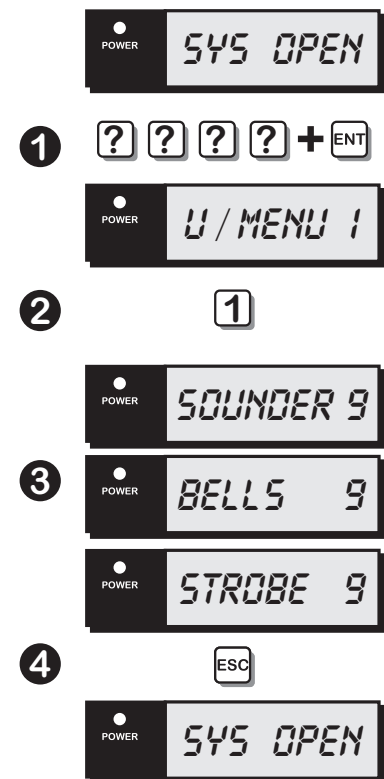 POWER SYS OPEN
1 ? ? ? ? + ENT
POWER U/MENU 1
2 1
POWER SOUNDER 9
3
POWER BELLS 9
POWER STROBE 9
4 ESC
POWER SYS OPEN